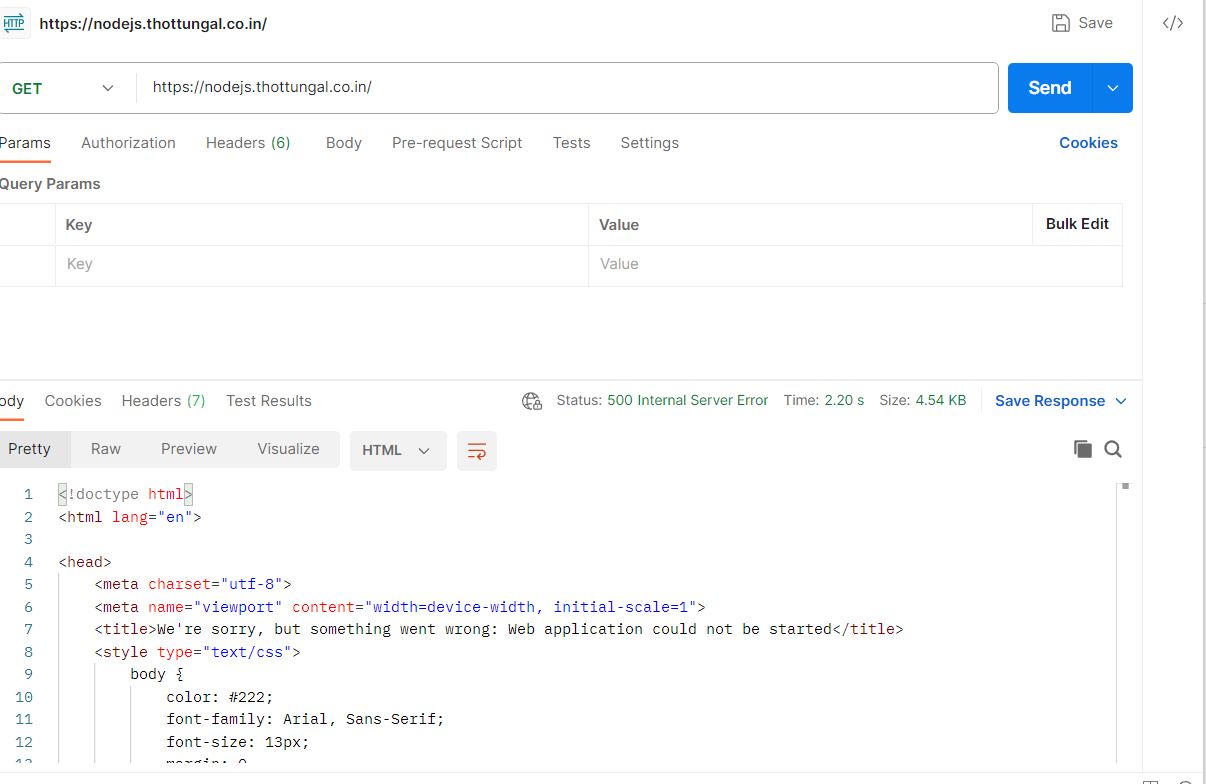 HTTP https://nodejs.thottungal.co.in/ Save </>
GET https://nodejs.thottungal.co.in/ Send
Params Authorization Headers (6) Body Pre-request Script Tests Settings Cookies
Query Params
Key Value Bulk Edit
Key Value
ody Cookies Headers (7) Test Results Status: 500 Internal Server Error Time: 2.20 s Size: 4.54 KB Save Response
Pretty Raw Preview Visualize HTML
1 <!doctype html>
2 <html lang="en">
3
4 <head>
5 <meta charset="utf-8">
6 <meta name="viewport" content="width=device-width, initial-scale=1">
7 <title>We're sorry, but something went wrong: Web application could not be started</title>
8 <style type="text/css">
9 body {
10 color: #222;
11 font-family: Arial, Sans-Serif;
12 font-size: 13px;